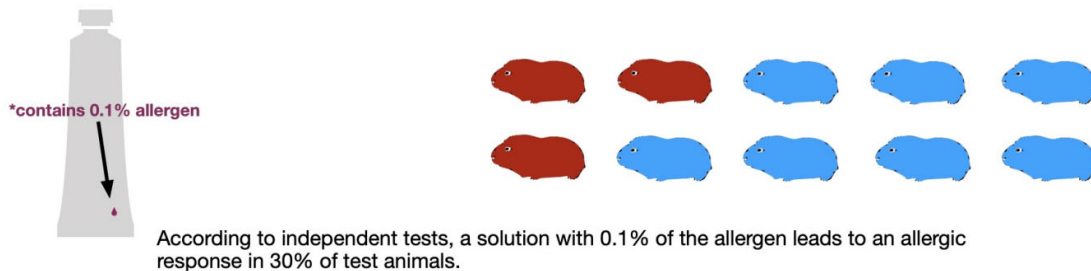 *contains 0.1% allergen
According to independent tests, a solution with 0.1% of the allergen leads to an allergic
response in 30% of test animals.